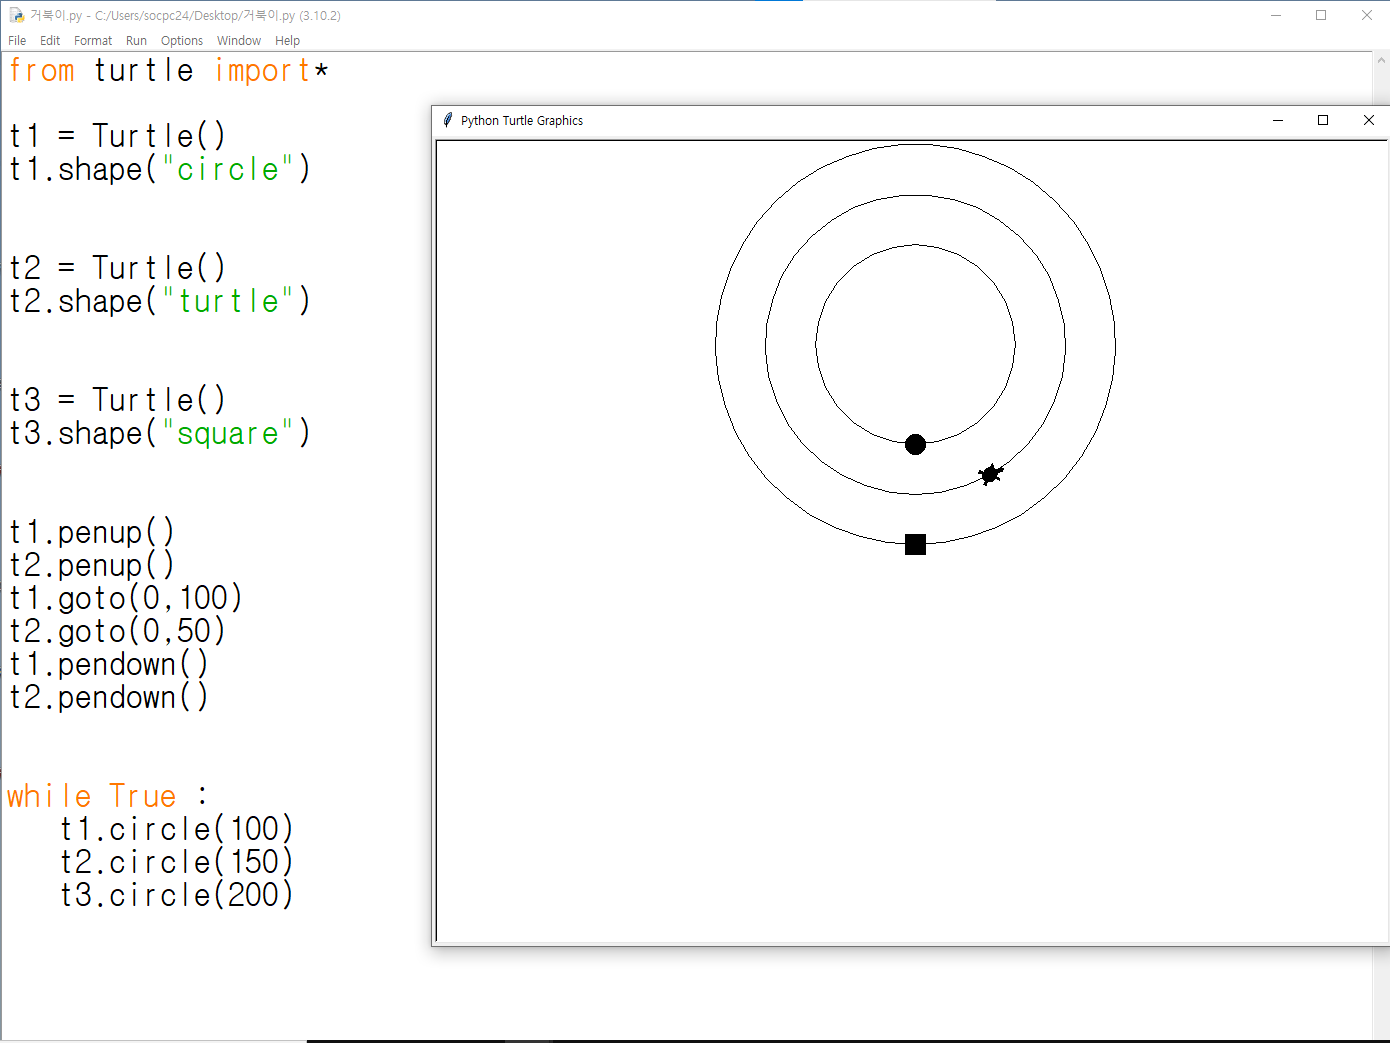 거북이.py - C:/Users/socpc24/Desktop/거북이.py (3.10.2)
File Edit Format Run Options Window Help
from turtle import*
t1 = Turtle()
t1.shape("circle")
t2 = Turtle()
t2.shape("turtle")
t3 = Turtle()
t3.shape("square")
t1.penup()
t2.penup()
t1.goto(0,100)
t2.goto(0,50)
t1.pendown()
t2.pendown()
while True :
t1.circle(100)
t2.circle(150)
t3.circle(200)
Python Turtle Graphics